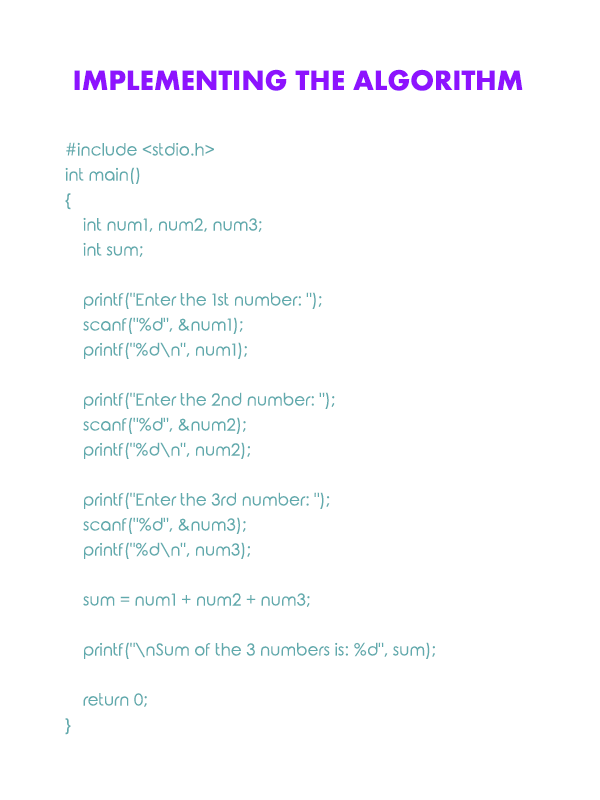 IMPLEMENTING THE ALGORITHM
#include <stdio.h>
int main()
{
int num1, num2, num3;
int sum;
printf("Enter the 1st number: ");
scanf("%d", &num1);
printf("%d\n", num1);
printf("Enter the 2nd number: ");
scanf("%d", &num2);
printf("%d\n", num2);
printf("Enter the 3rd number: ");
scanf("%d", &num3);
printf("%d\n", num3);
sum = num1 + num2 + num3;
printf("\nSum of the 3 numbers is: %d", sum);
return 0;
}